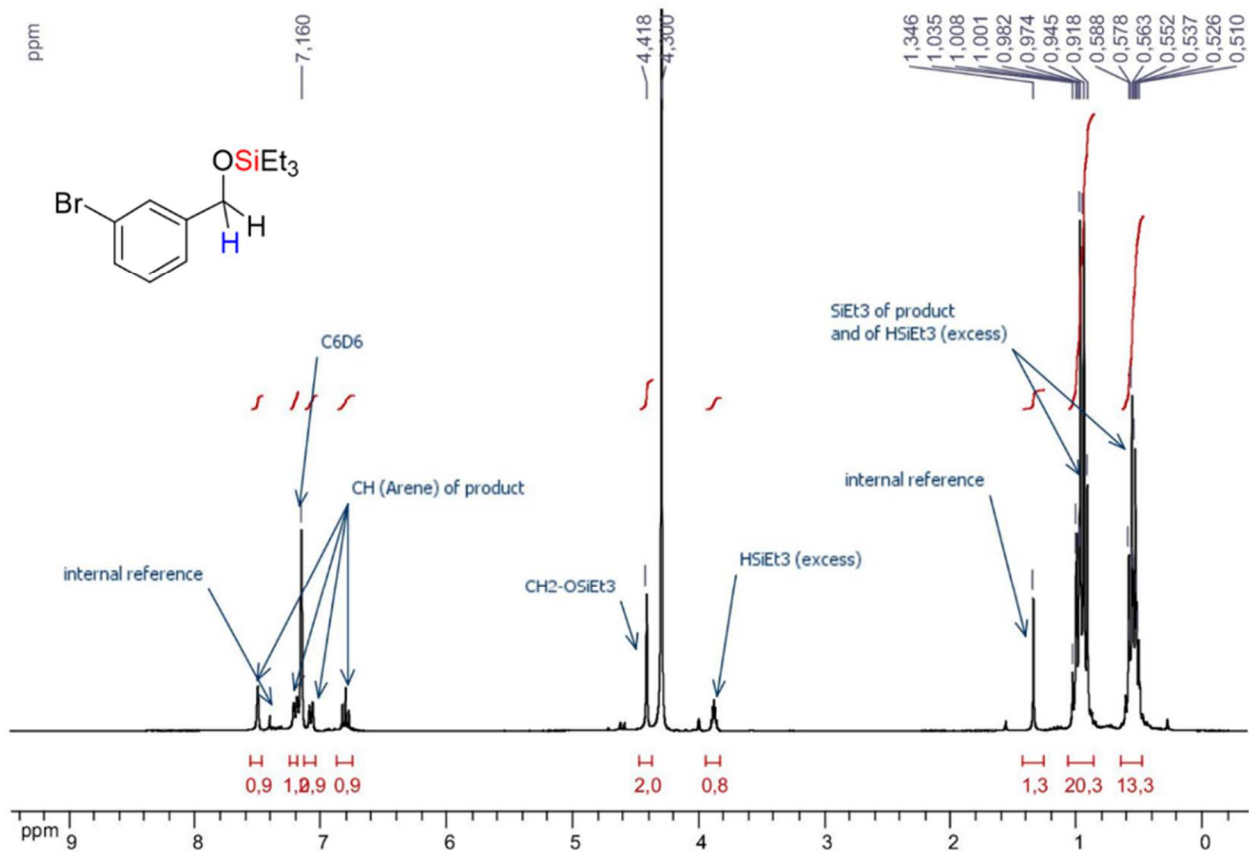 ppm
7,160
4,418
4,300
1,346
1,035
1,008
1,001
0,982
0,974
0,945
0,918
0,588
0,578
0,563
0,552
0,537
0,526
0,510
OSiEt3
Br
H
H
C6D6
SiEt3 of product
and of HSiEt3 (excess)
CH (Arene) of product
internal reference
internal reference
CH2-OSiEt3
HSiEt3 (excess)
0,9 0,9 0,9 2,0 0,8 1,3 20,3 13,3
ppm 9 8 7 6 5 4 3 2 1 0